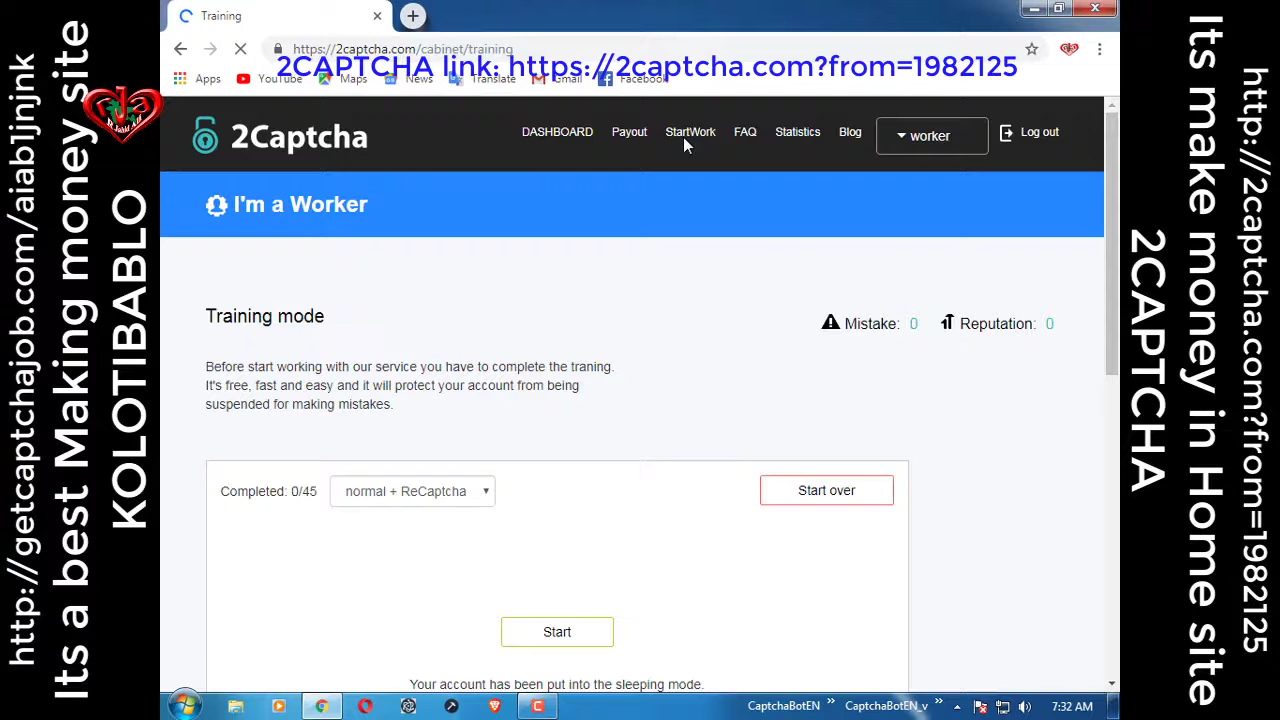 http://getcaptchajob.com/aiabljnjnk
Its a best Making money site
KOLOTIBABLO
Training
https://2captcha.com/cabinet/training
2CAPTCHA link: https://2captcha.com?from=1982125
Apps YouTube Maps News Translate Gmail Facebook
2Captcha
DASHBOARD Payout StartWork FAQ Statistics Blog worker Log out
I'm a Worker
Training mode
Mistake: 0 Reputation: 0
Before start working with our service you have to complete the traning.
It's free, fast and easy and it will protect your account from being
suspended for making mistakes.
Completed: 0/45 normal + ReCaptcha Start over
Start
Your account has been put into the sleeping mode.
CaptchaBotEN CaptchaBotEN_v 7:32 AM
2CAPTCHA
Its make money in Home site
http://2captcha.com?from=1982125